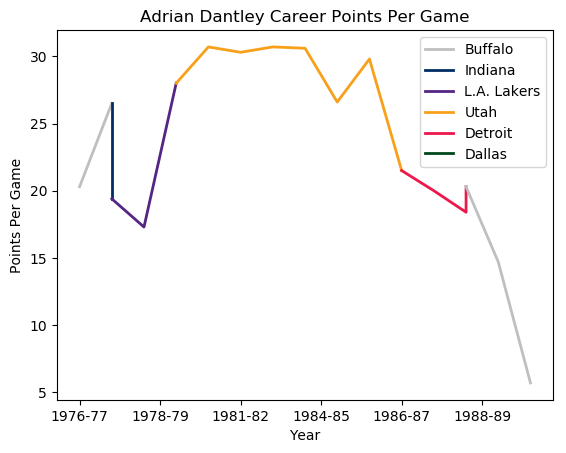 Adrian Dantley Career Points Per Game
Points Per Game
30
25
20
15
10
5
Buffalo
Indiana
L.A. Lakers
Utah
Detroit
Dallas
1976-77 1978-79 1981-82 1984-85 1986-87 1988-89
Year